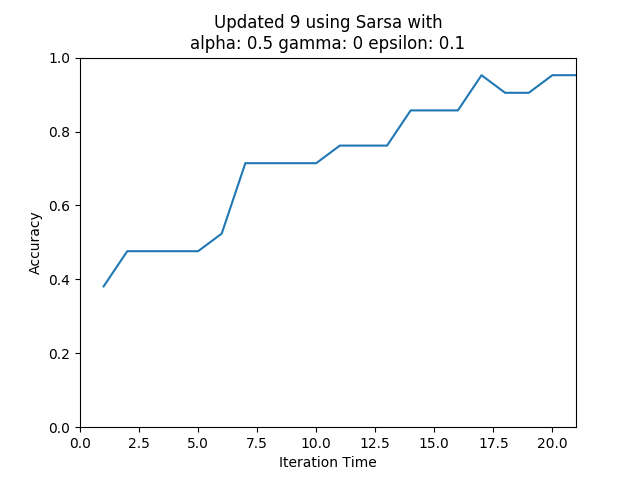 Updated 9 using Sarsa with
alpha: 0.5 gamma: 0 epsilon: 0.1
1.0
0.8
0.6
0.4
0.2
0.0
Accuracy
0.0 2.5 5.0 7.5 10.0 12.5 15.0 17.5 20.0
Iteration Time